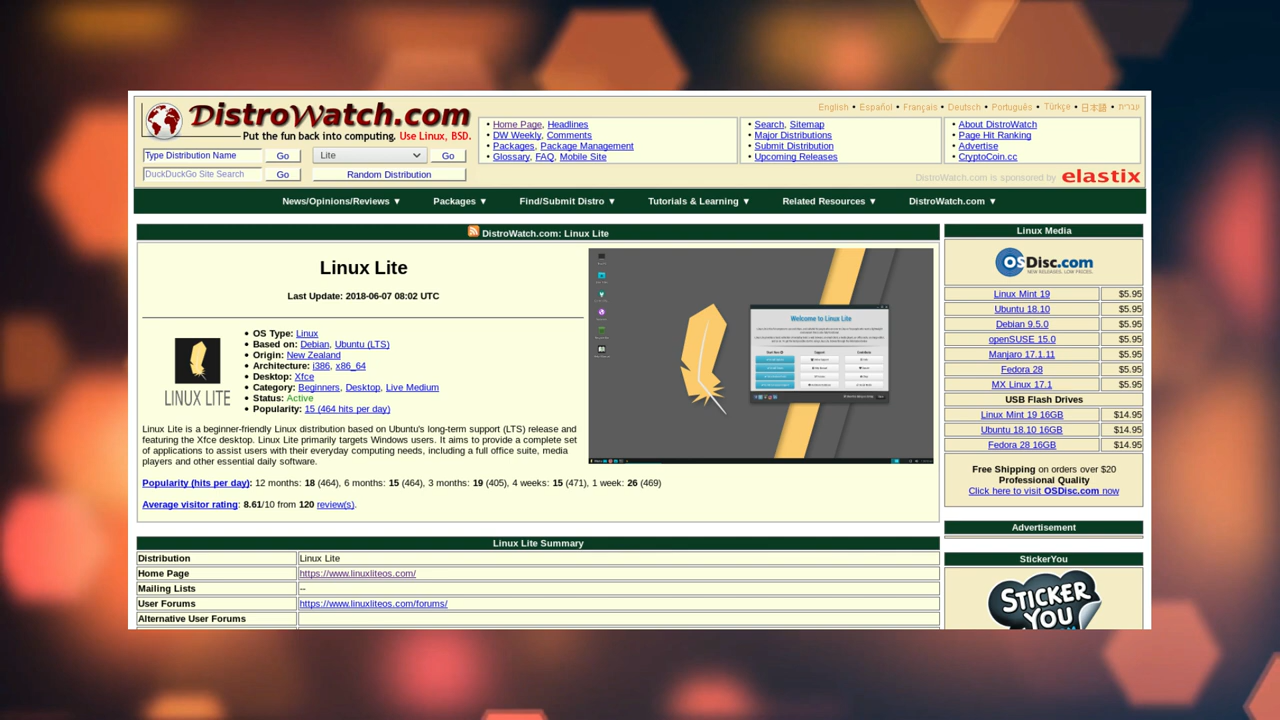 DistroWatch.com
Put the fun back into computing. Use Linux, BSD.
English • Español • Français • Deutsch • Português • Türkçe • 日本語 • עברית
Type Distribution Name Go Lite Go
DuckDuckGo Site Search Go Random Distribution
• Home Page, Headlines
• DW Weekly, Comments
• Packages, Package Management
• Glossary, FAQ, Mobile Site
• Search, Sitemap
• Major Distributions
• Submit Distribution
• Upcoming Releases
• About DistroWatch
• Page Hit Ranking
• Advertise
• CryptoCoin.cc
DistroWatch.com is sponsored by elastix
News/Opinions/Reviews ▼ Packages ▼ Find/Submit Distro ▼ Tutorials & Learning ▼ Related Resources ▼ DistroWatch.com ▼
DistroWatch.com: Linux Lite
Linux Lite
Last Update: 2018-06-07 08:02 UTC
LINUX LITE
• OS Type: Linux
• Based on: Debian, Ubuntu (LTS)
• Origin: New Zealand
• Architecture: i386, x86_64
• Desktop: Xfce
• Category: Beginners, Desktop, Live Medium
• Status: Active
• Popularity: 15 (464 hits per day)
Welcome to Linux Lite
Linux Lite is a beginner-friendly Linux distribution based on Ubuntu's long-term support (LTS) release and
featuring the Xfce desktop. Linux Lite primarily targets Windows users. It aims to provide a complete set
of applications to assist users with their everyday computing needs, including a full office suite, media
players and other essential daily software.
Popularity (hits per day): 12 months: 18 (464), 6 months: 15 (464), 3 months: 19 (405), 4 weeks: 15 (471), 1 week: 26 (469)
Average visitor rating: 8.61/10 from 120 review(s).
Linux Lite Summary
Distribution Linux Lite
Home Page https://www.linuxliteos.com/
Mailing Lists --
User Forums https://www.linuxliteos.com/forums/
Alternative User Forums
Linux Media
OSDisc.com
NEW RELEASES. LOW PRICES.
Linux Mint 19 $5.95
Ubuntu 18.10 $5.95
Debian 9.5.0 $5.95
openSUSE 15.0 $5.95
Manjaro 17.1.11 $5.95
Fedora 28 $5.95
MX Linux 17.1 $5.95
USB Flash Drives
Linux Mint 19 16GB $14.95
Ubuntu 18.10 16GB $14.95
Fedora 28 16GB $14.95
Free Shipping on orders over $20
Professional Quality
Click here to visit OSDisc.com now
Advertisement
StickerYou
STICKER
YOU